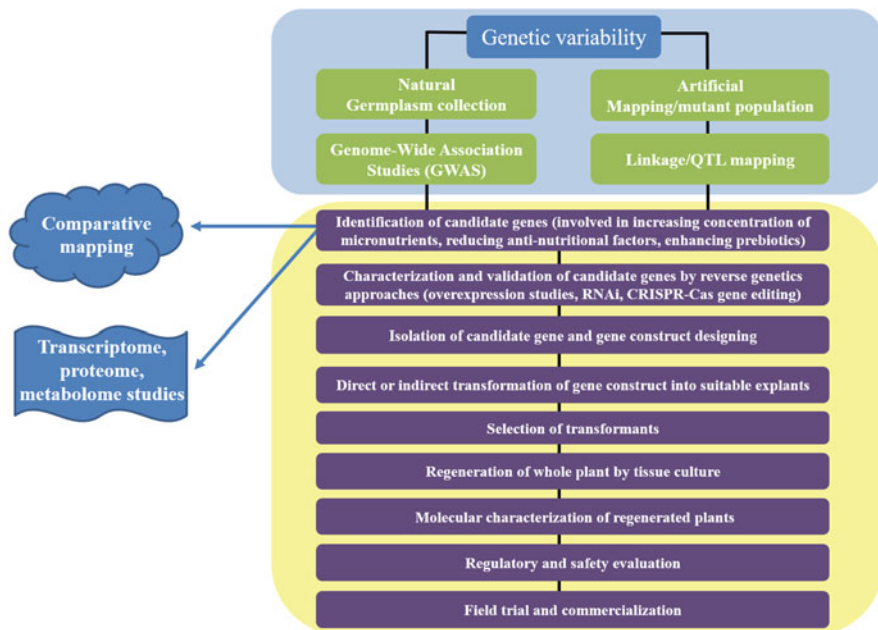 Genetic variability
Natural
Germplasm collection
Artificial
Mapping/mutant population
Genome-Wide Association
Studies (GWAS)
Linkage/QTL mapping
Comparative
mapping
Identification of candidate genes (involved in increasing concentration of
micronutrients, reducing anti-nutritional factors, enhancing prebiotics)
Characterization and validation of candidate genes by reverse genetics
approaches (overexpression studies, RNAi, CRISPR-Cas gene editing)
Transcriptome,
proteome,
metabolome studies
Isolation of candidate gene and gene construct designing
Direct or indirect transformation of gene construct into suitable explants
Selection of transformants
Regeneration of whole plant by tissue culture
Molecular characterization of regenerated plants
Regulatory and safety evaluation
Field trial and commercialization